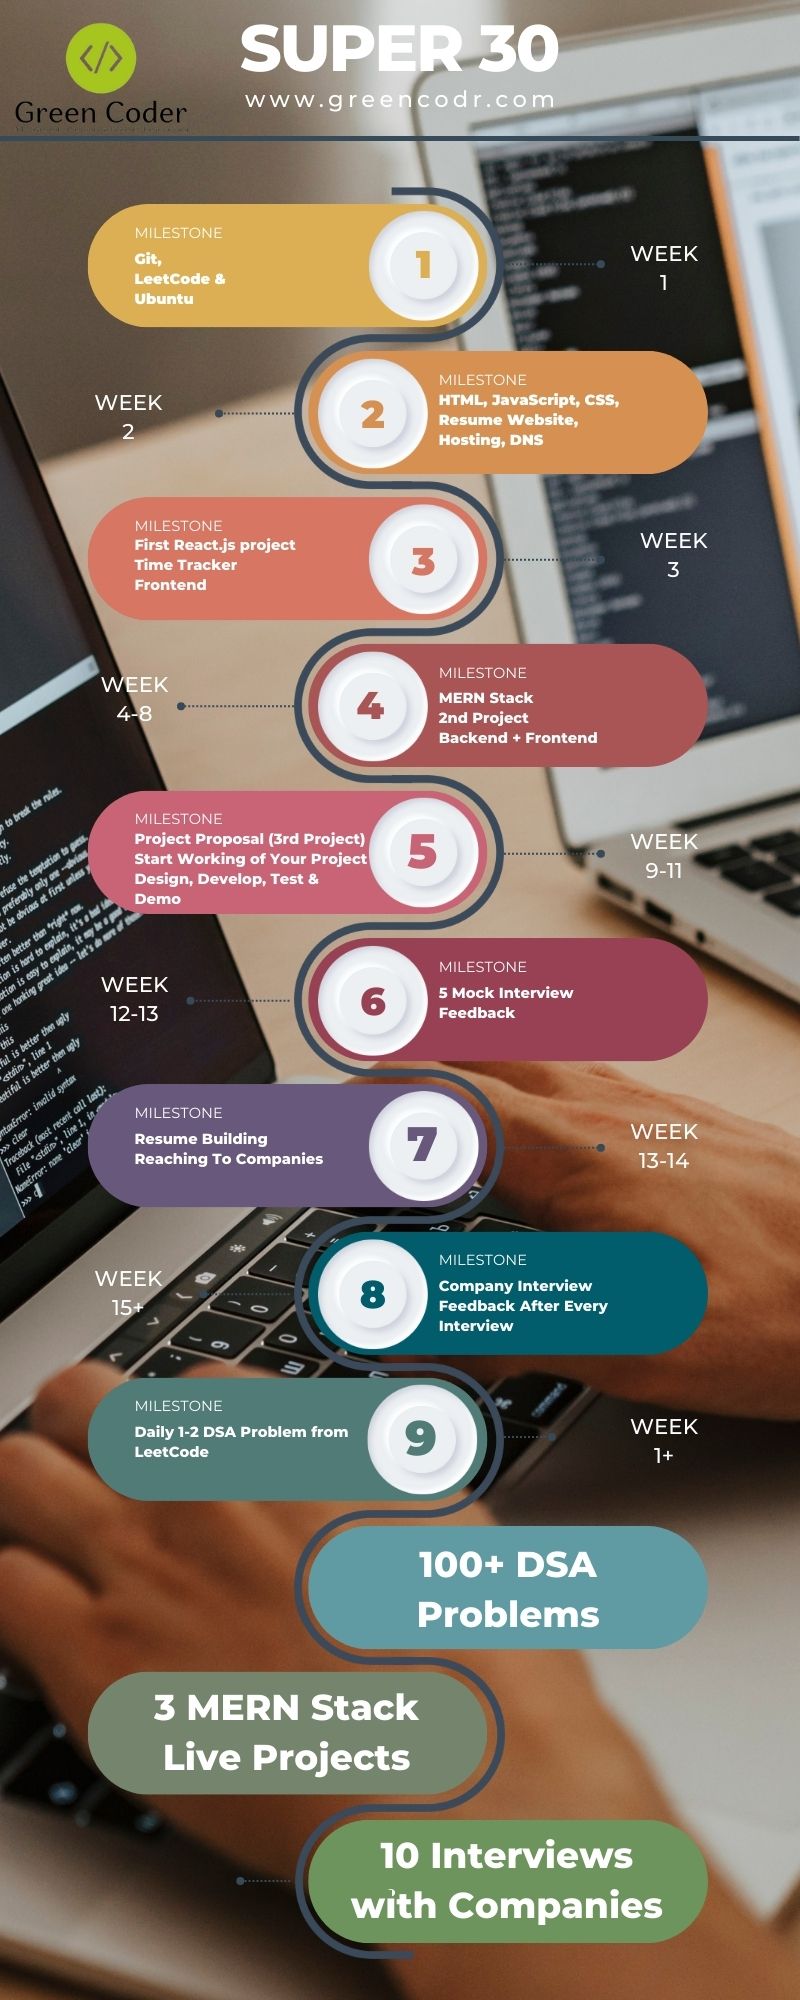 Green Coder
SUPER 30
www.greencodr.com
MILESTONE
Git,
LeetCode &
Ubuntu
1
WEEK
1
WEEK
2
2
MILESTONE
HTML, JavaScript, CSS,
Resume Website,
Hosting, DNS
MILESTONE
First React.js project
Time Tracker
Frontend
3
WEEK
3
WEEK
4-8
4
MILESTONE
MERN Stack
2nd Project
Backend + Frontend
MILESTONE
Project Proposal (3rd Project)
Start Working of Your Project
Design, Develop, Test &
Demo
5
WEEK
9-11
WEEK
12-13
6
MILESTONE
5 Mock Interview
Feedback
MILESTONE
Resume Building
Reaching To Companies
7
WEEK
13-14
WEEK
15+
8
MILESTONE
Company Interview
Feedback After Every
Interview
MILESTONE
Daily 1-2 DSA Problem from
LeetCode
9
WEEK
1+
100+ DSA
Problems
3 MERN Stack
Live Projects
10 Interviews
with Companies